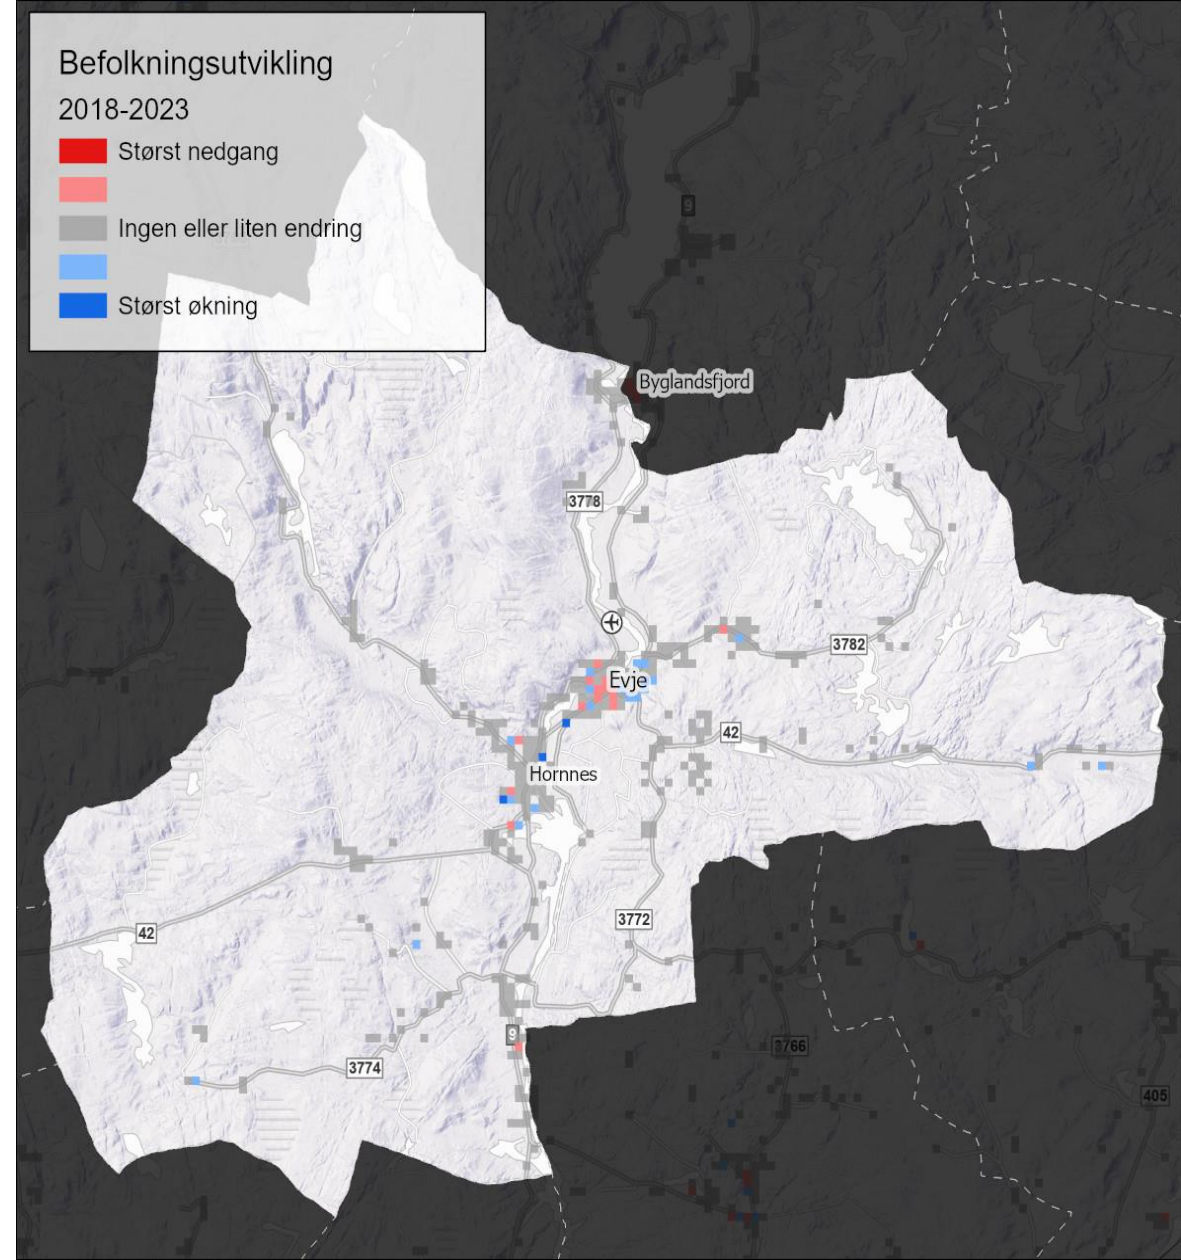 Befolkningsutvikling
2018-2023
Størst nedgang
Ingen eller liten endring
Størst økning
9
Byglandsfjord
3778
3782
Evje
42
Hornnes
3772
42
9
3766
3774
405